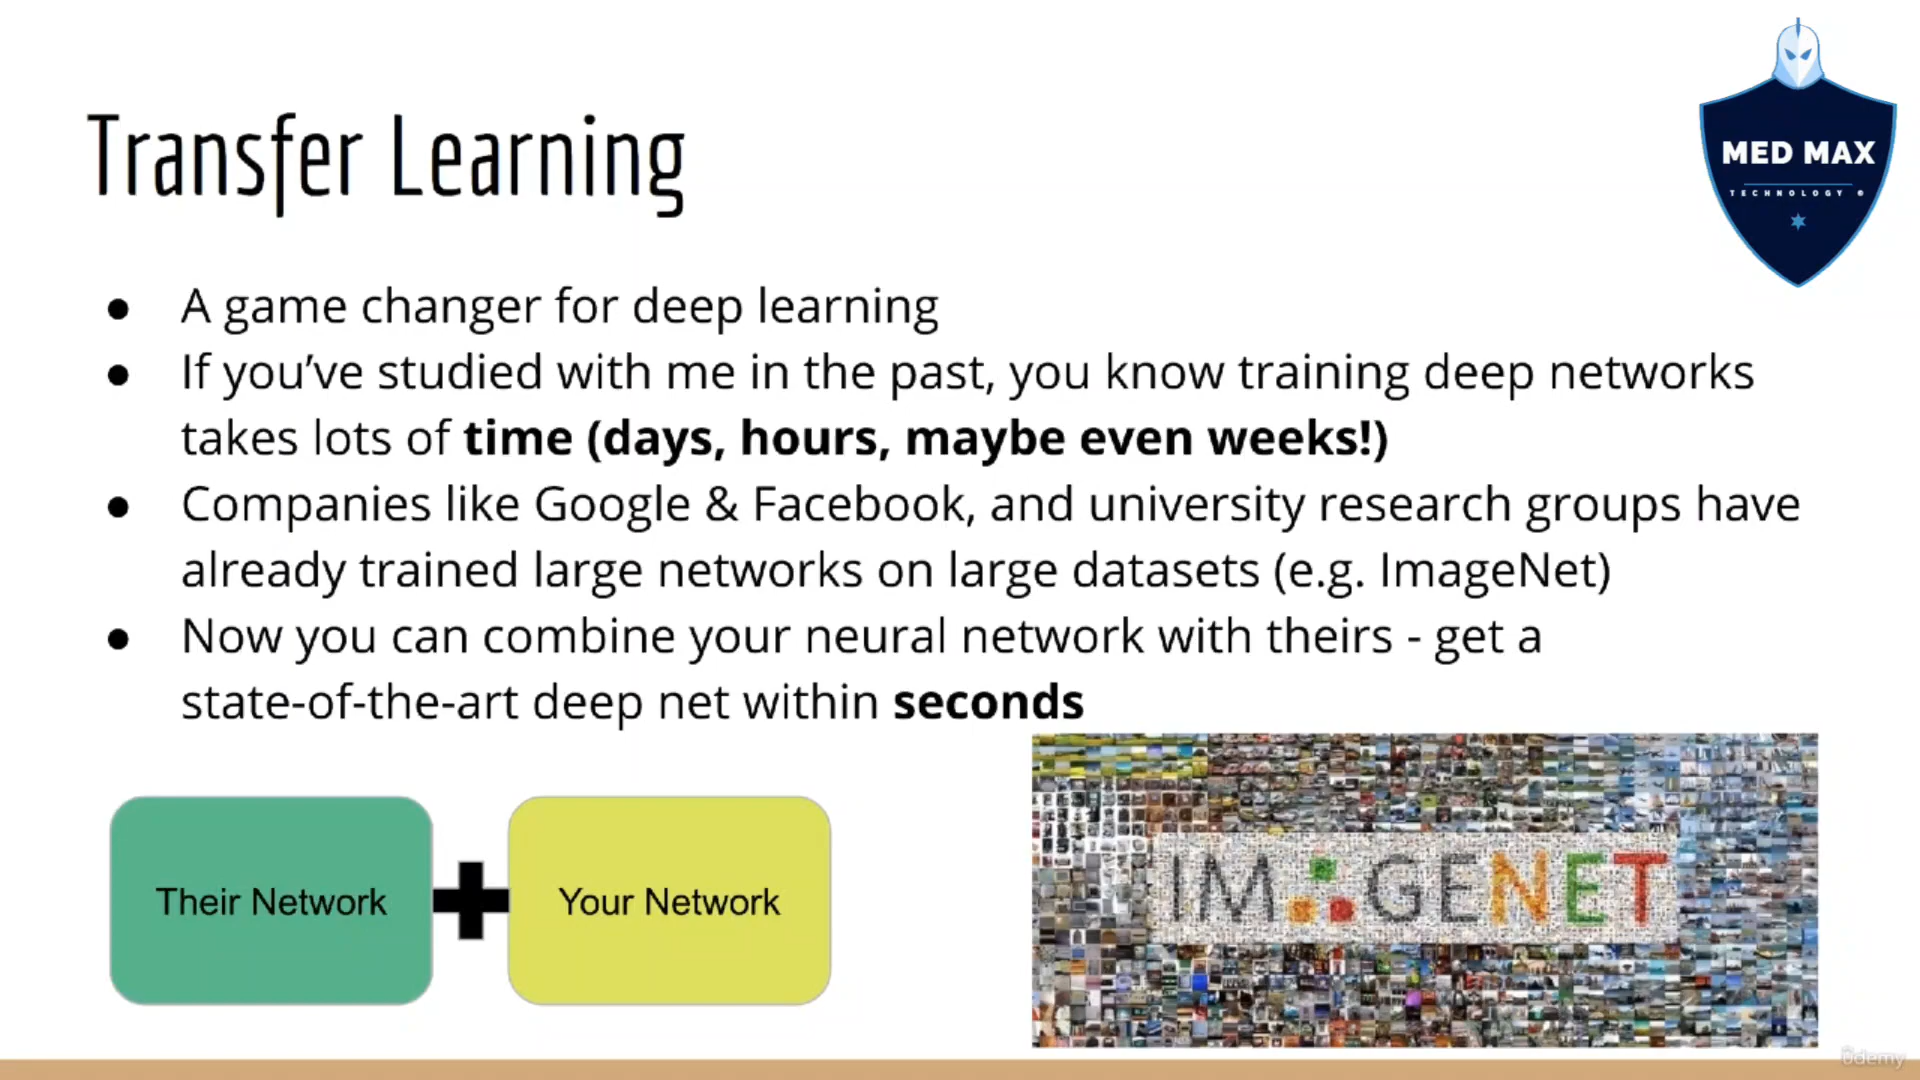 MED MAX
TECHNOLOGY
Transfer Learning
● A game changer for deep learning
● If you’ve studied with me in the past, you know training deep networks
takes lots of time (days, hours, maybe even weeks!)
● Companies like Google & Facebook, and university research groups have
already trained large networks on large datasets (e.g. ImageNet)
● Now you can combine your neural network with theirs - get a
state-of-the-art deep net within seconds
Their Network
Your Network
IMAGENET
Udemy